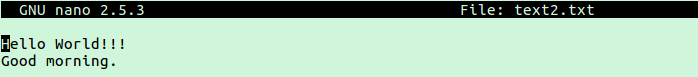 GNU nano 2.5.3 File: text2.txt
Hello World!!!
Good morning.